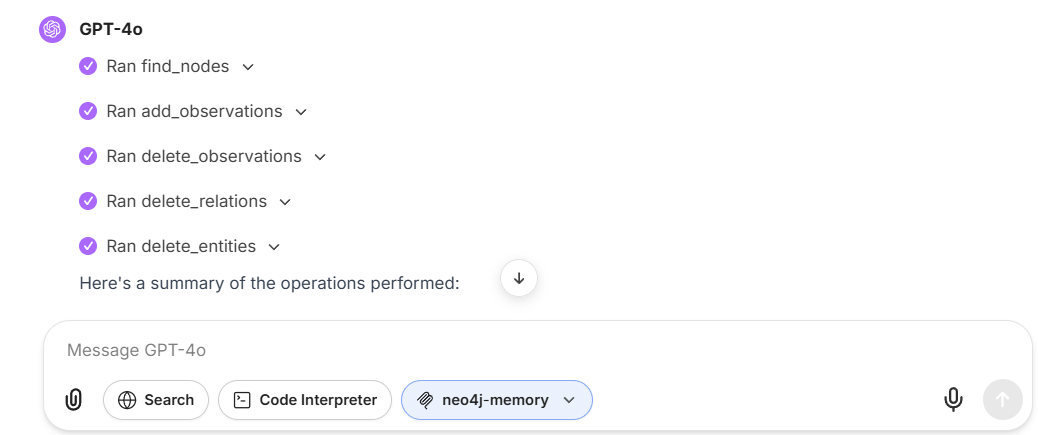 GPT-4o
Ran find_nodes
Ran add_observations
Ran delete_observations
Ran delete_relations
Ran delete_entities
Here's a summary of the operations performed:
Message GPT-4o
Search Code Interpreter neo4j-memory